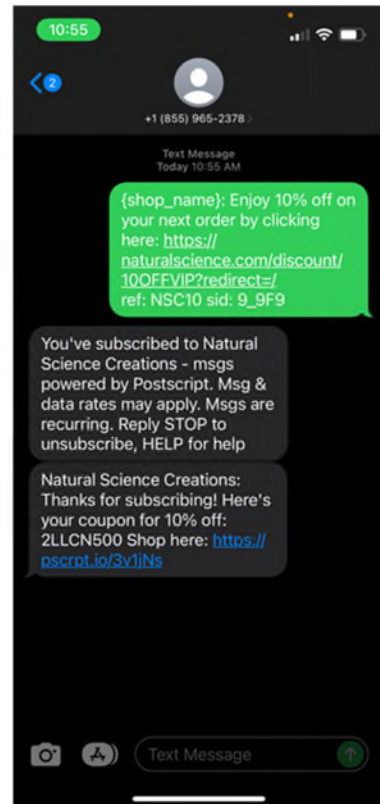 10:55
2
+1 (855) 965-2378
Text Message
Today 10:55 AM
{shop_name}: Enjoy 10% off on
your next order by clicking
here: https://
naturalscience.com/discount/
10OFFVIP?redirect=/
ref: NSC10 sid: 9_9F9
You've subscribed to Natural
Science Creations - msgs
powered by Postscript. Msg &
data rates may apply. Msgs are
recurring. Reply STOP to
unsubscribe, HELP for help
Natural Science Creations:
Thanks for subscribing! Here's
your coupon for 10% off:
2LLCN500 Shop here: https://
pscrpt.io/3v1jNs
Text Message